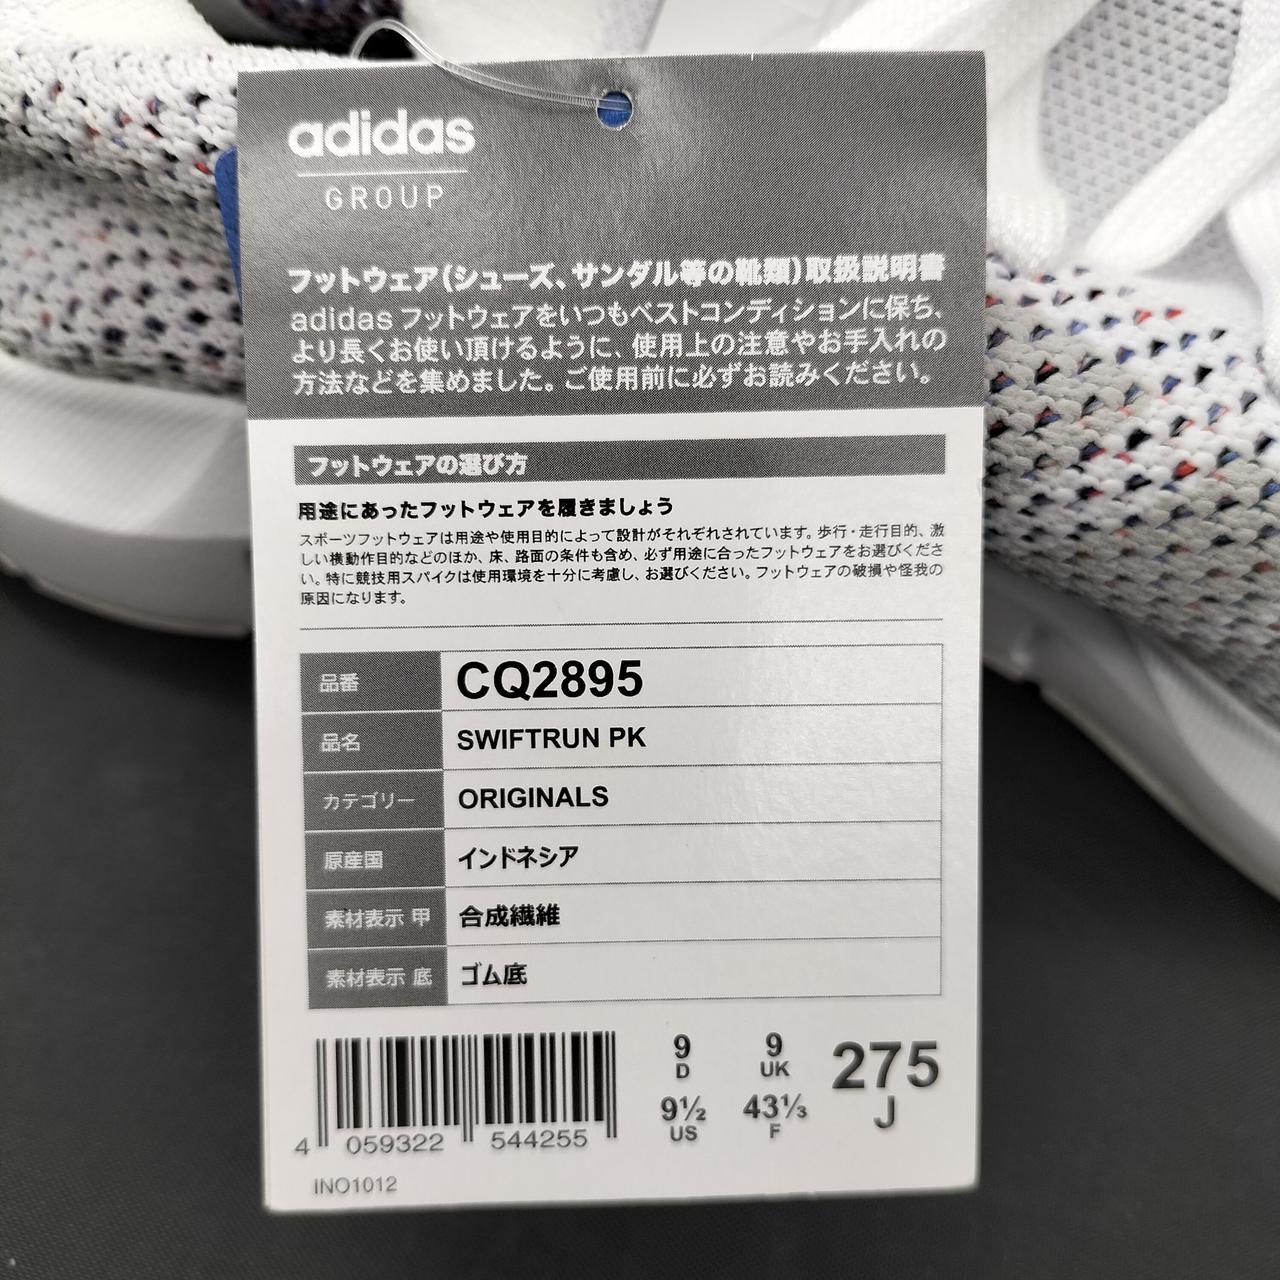 adidas
GROUP
フットウェア(シューズ、サンダル等の靴類)取扱説明書
adidas フットウェアをいつもベストコンディションに保ち、
より長くお使い頂けるように、使用上の注意やお手入れの
方法などを集めました。ご使用前に必ずお読みください。
フットウェアの選び方
用途にあったフットウェアを履きましょう
スポーツフットウェアは用途や使用目的によって設計がそれぞれされています。歩行・走行目的、激
しい横動作目的などのほか、床、路面の条件も含め、必ず用途に合ったフットウェアをお選びくださ
い。特に競技用スパイクは使用環境を十分に考慮し、お選びください。フットウェアの破損や怪我の
原因になります。
品番 CQ2895
品名 SWIFTRUN PK
カテゴリー ORIGINALS
原産国 インドネシア
素材表示 甲 合成繊維
素材表示 底 ゴム底
9 9 275
D UK J
9½ 43⅓
US F
4 059322 544255
INO1012